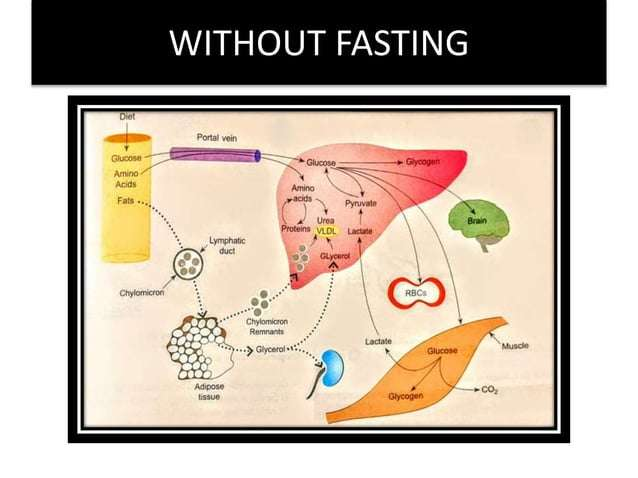 WITHOUT FASTING
Diet
Portal vein
Glucose
Amino
Acids
Fats
Glucose
Glycogen
Amino
acids
Pyruvate
Proteins
Urea
VLDL
Lactate
GLycerol
Brain
Lymphatic
duct
Chylomicron
RBCs
Chylomicron
Remnants
Glycerol
Adipose
tissue
Lactate
Glucose
Muscle
Glycogen
CO₂